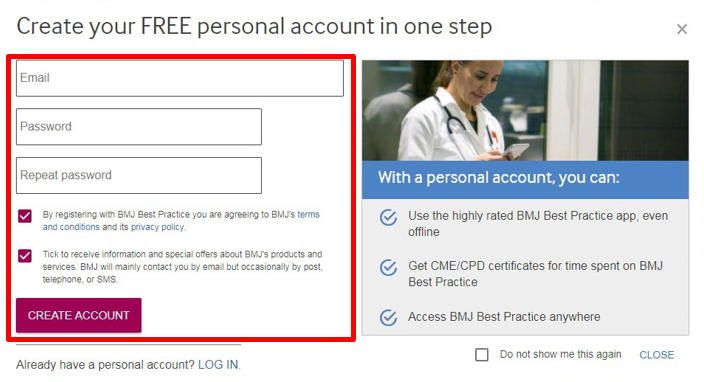 Create your FREE personal account in one step
×
Email
Password
Repeat password
By registering with BMJ Best Practice you are agreeing to BMJ's terms
and conditions and its privacy policy.
Tick to receive information and special offers about BMJ's products and
services. BMJ will mainly contact you by email but occasionally by post,
telephone, or SMS.
CREATE ACCOUNT
Already have a personal account? LOG IN.
With a personal account, you can:
Use the highly rated BMJ Best Practice app, even
offline
Get CME/CPD certificates for time spent on BMJ
Best Practice
Access BMJ Best Practice anywhere
Do not show me this again CLOSE